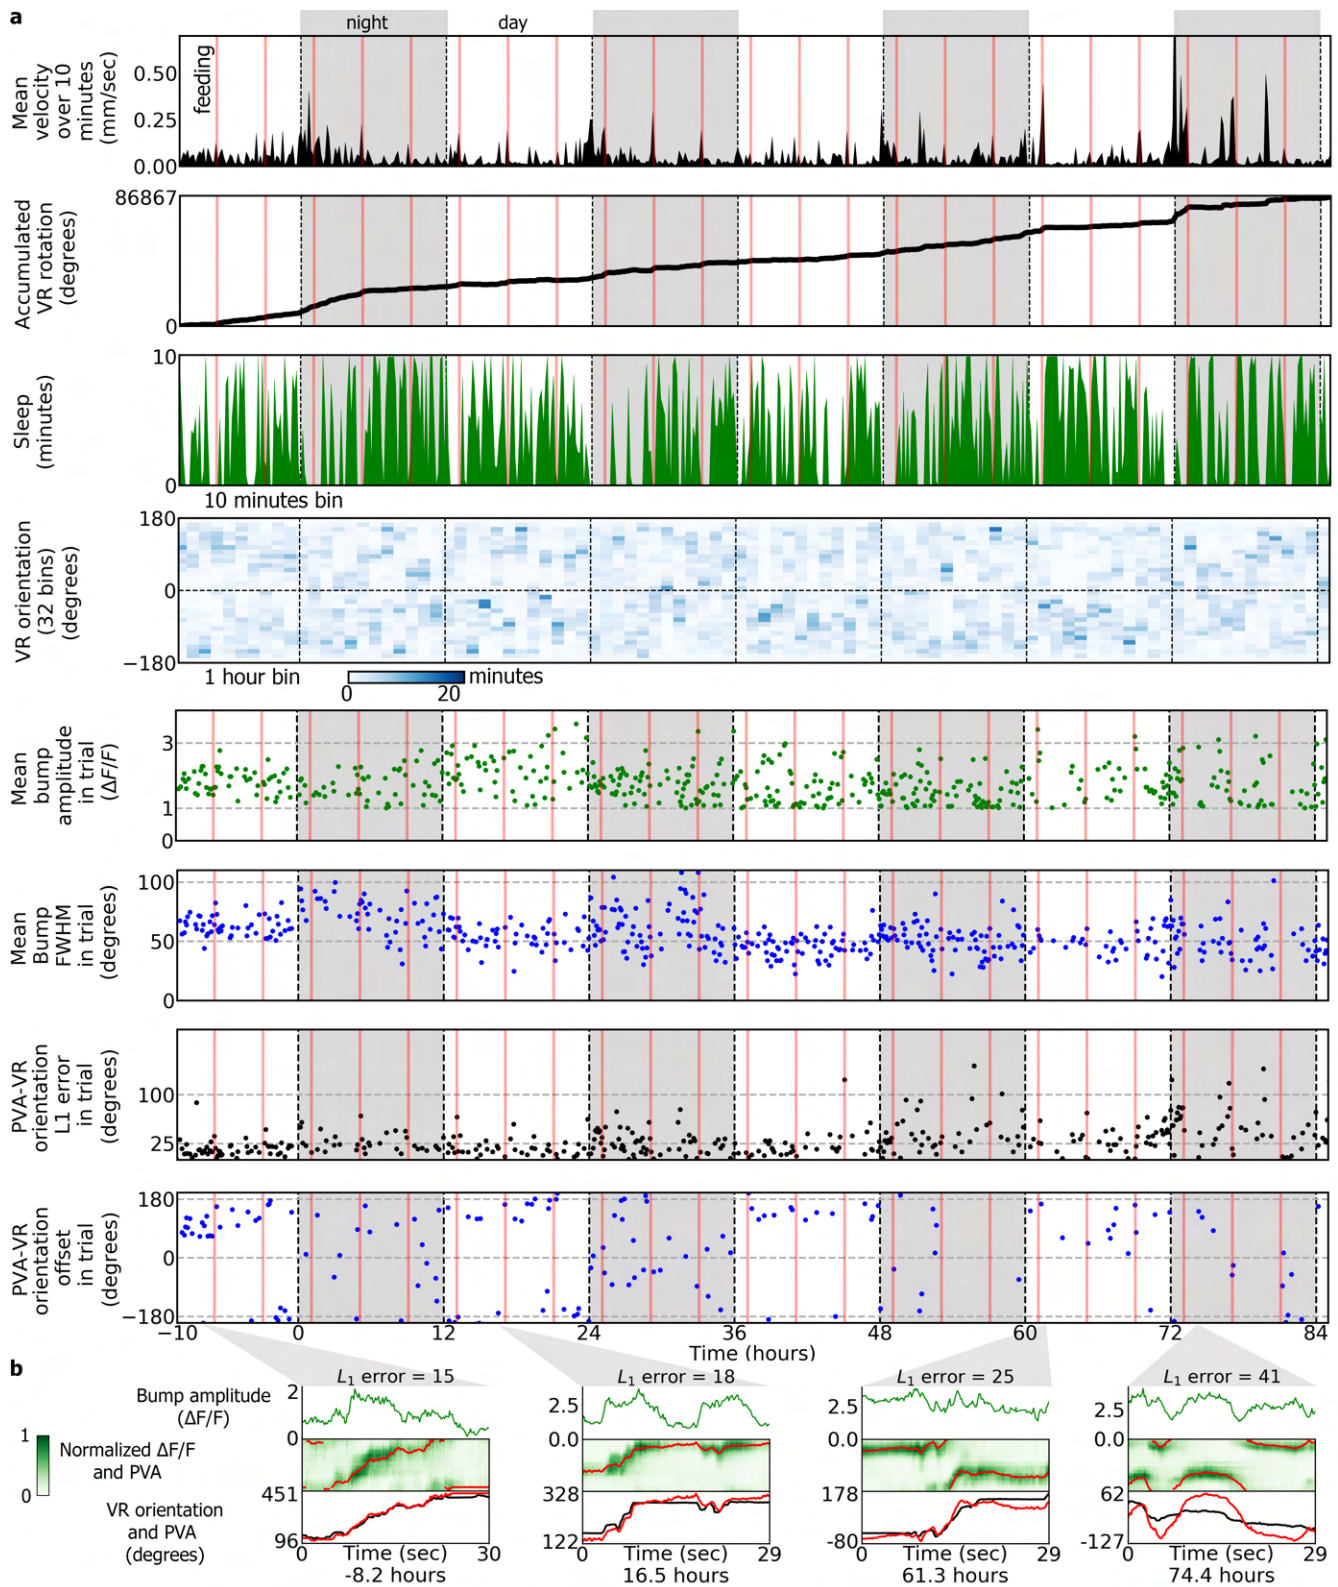 a
night
day
feeding
Mean
velocity
over 10
minutes
(mm/sec)
0.50
0.25
0.00
Accumulated
VR rotation
(degrees)
86867
0
Sleep
(minutes)
10
0
10 minutes bin
VR orientation
(32 bins)
(degrees)
180
0
−180
1 hour bin
minutes
0
20
Mean
bump
amplitude
in trial
(ΔF/F)
3
1
0
Mean
Bump
FWHM
in trial
(degrees)
100
50
0
PVA-VR
orientation
L1 error
in trial
(degrees)
100
25
PVA-VR
orientation
offset
in trial
(degrees)
180
0
−180
−10 0 12 24 36 48 60 72 84
Time (hours)
b
L1 error = 15
L1 error = 18
L1 error = 25
L1 error = 41
Bump amplitude
(ΔF/F)
2
0
2.5
0.0
2.5
0.0
2.5
0.0
1
0
Normalized ΔF/F
and PVA
VR orientation
and PVA
(degrees)
451
96
328
122
178
-80
62
-127
0 Time (sec) 30
0 Time (sec) 29
0 Time (sec) 29
0 Time (sec) 29
-8.2 hours
16.5 hours
61.3 hours
74.4 hours